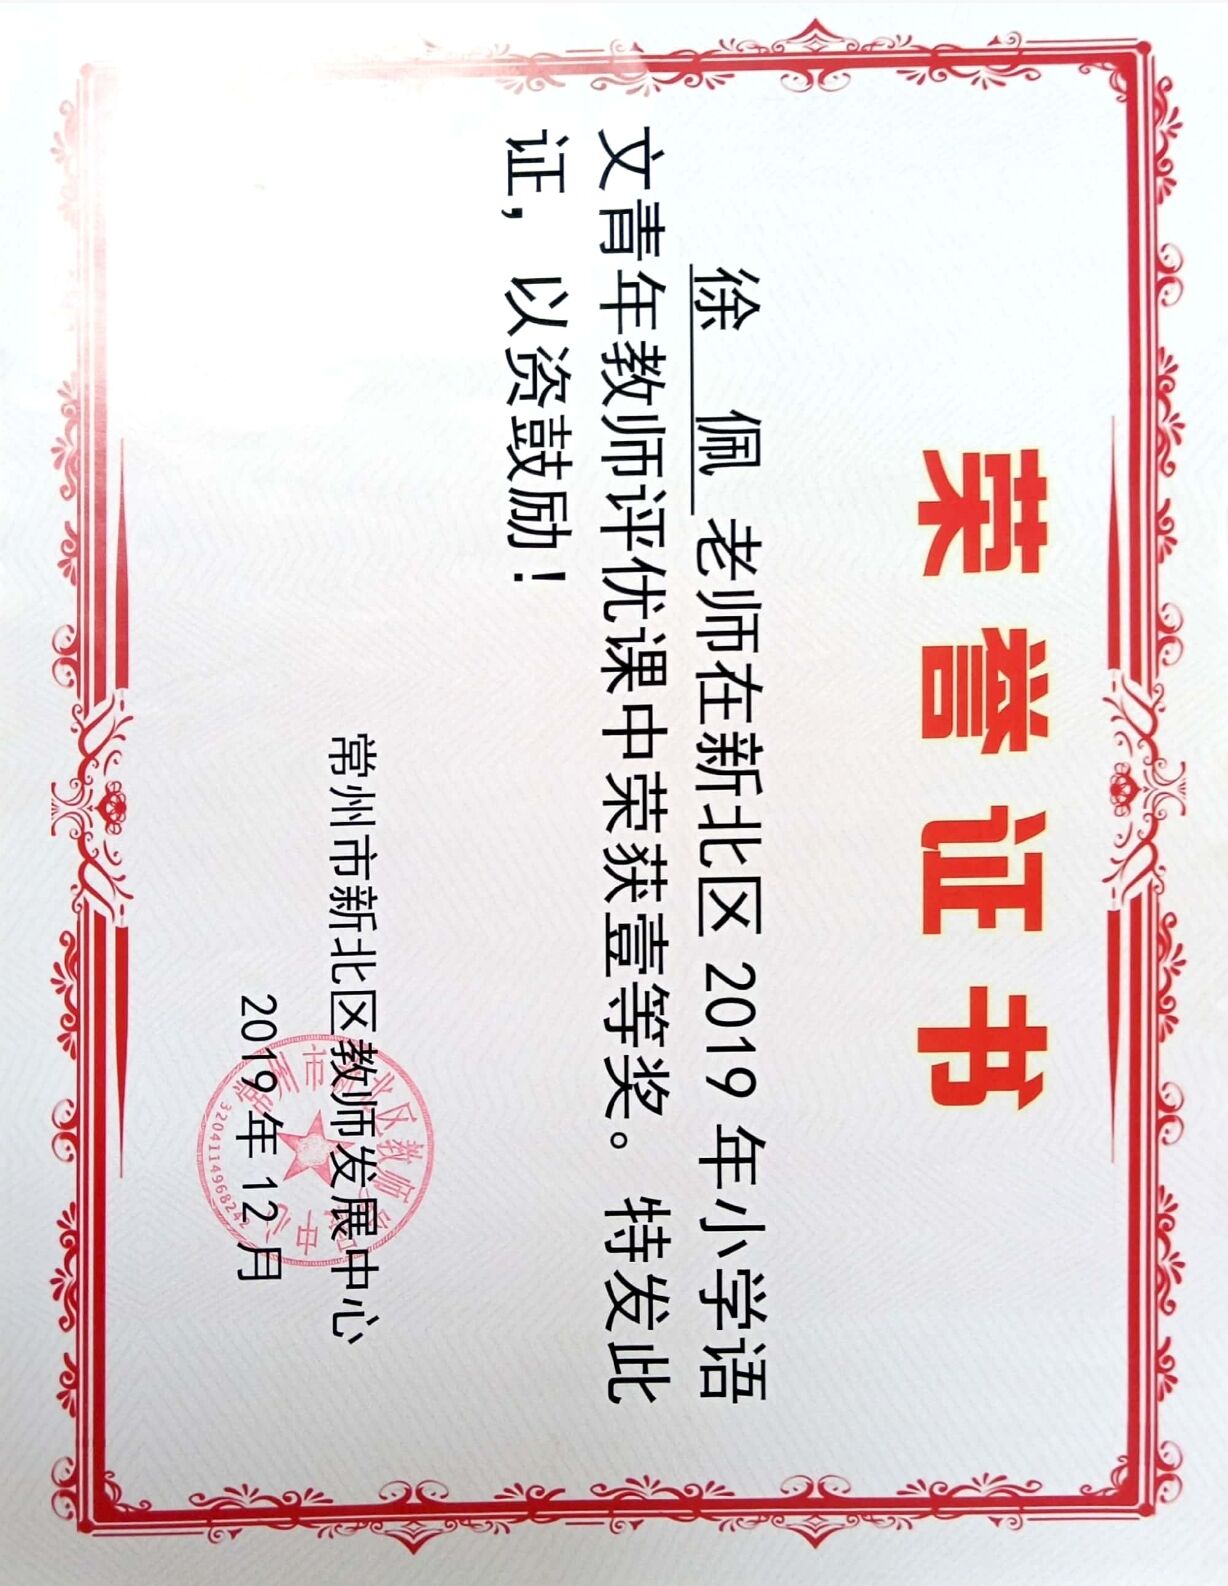 荣誉证书
徐 佩 老师在新北区 2019 年小学语
文青年教师评优课中荣获壹等奖。特发此
证，以资鼓励！
常州市新北区教师发展中心
2019 年 12 月
3204114968242